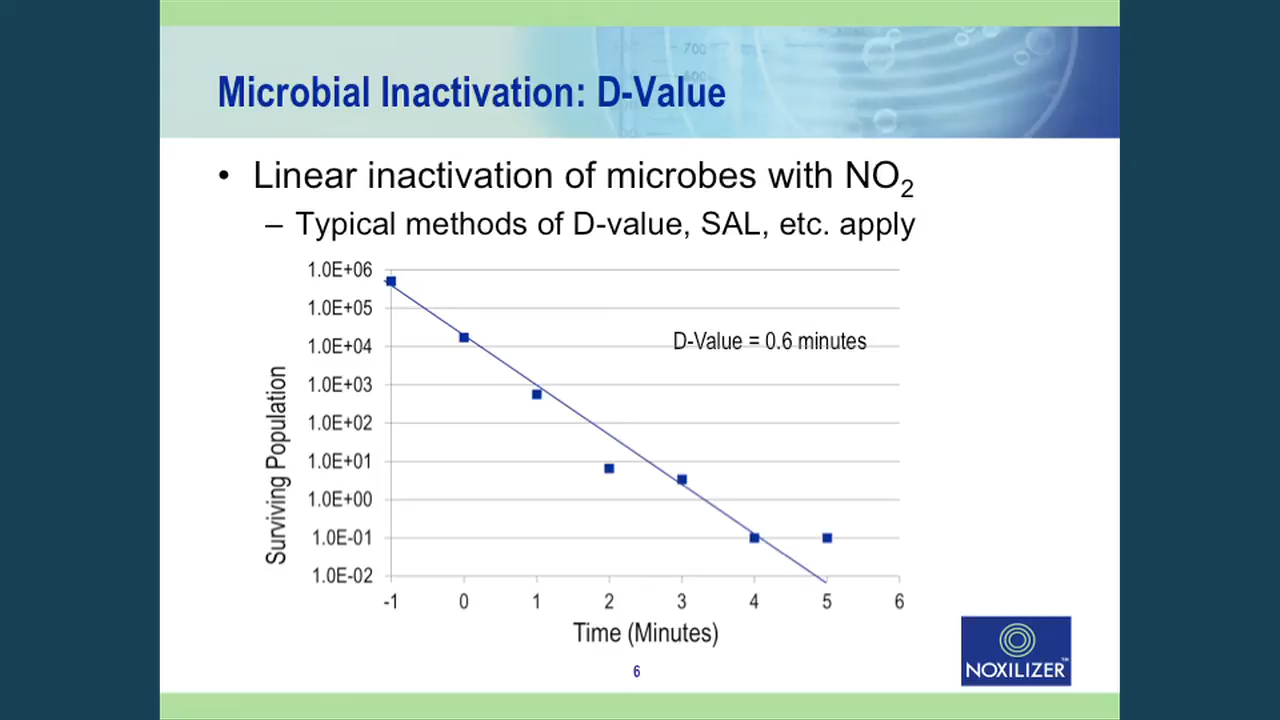 700
600
Microbial Inactivation: D-Value
• Linear inactivation of microbes with NO₂
– Typical methods of D-value, SAL, etc. apply
1.0E+06
1.0E+05
1.0E+04
1.0E+03
1.0E+02
1.0E+01
1.0E+00
1.0E-01
1.0E-02
Surviving Population
D-Value = 0.6 minutes
-1 0 1 2 3 4 5 6
Time (Minutes)
6
NOXILIZER™